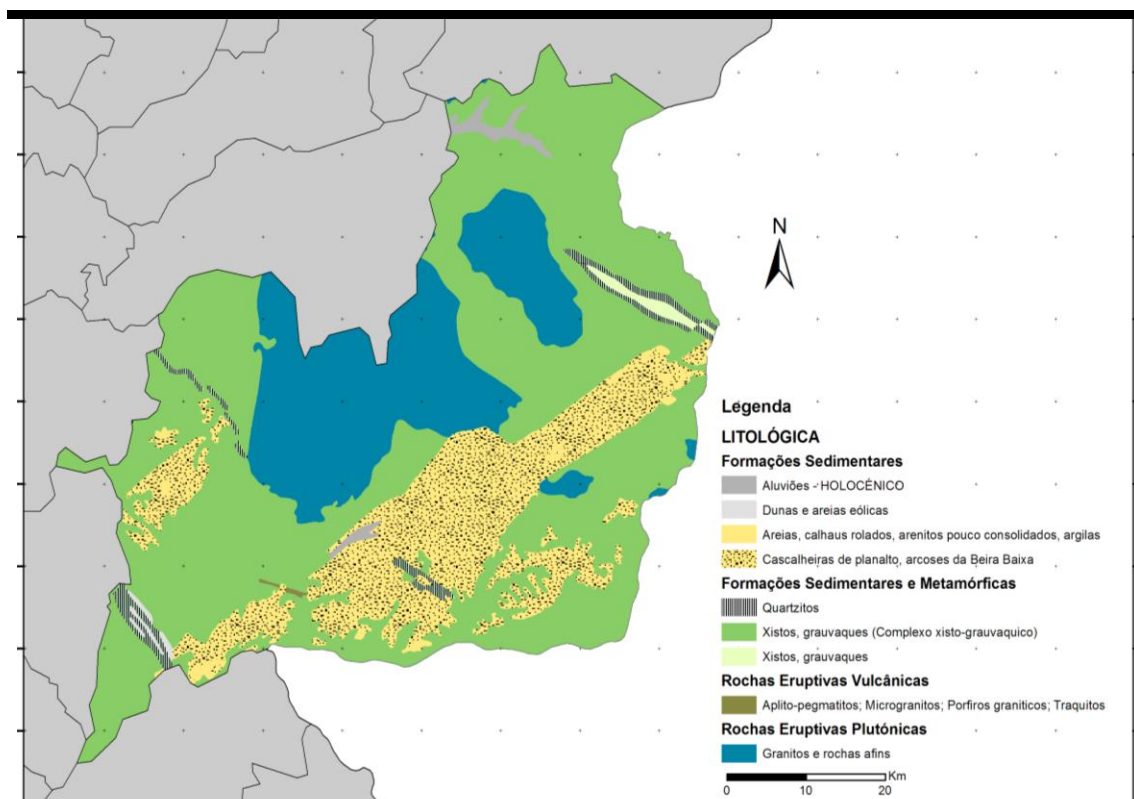 N
Legenda
LITOLÓGICA
Formações Sedimentares
Aluviões - HOLOCÉNICO
Dunas e areias eólicas
Areias, calhaus rolados, arenitos pouco consolidados, argilas
Cascalheiras de planalto, arcoses da Beira Baixa
Formações Sedimentares e Metamórficas
Quartzitos
Xistos, grauvaques (Complexo xisto-grauvaquico)
Xistos, grauvaques
Rochas Eruptivas Vulcânicas
Aplito-pegmatitos; Microgranitos; Porfiros graniticos; Traquitos
Rochas Eruptivas Plutónicas
Granitos e rochas afins
Km
0 10 20